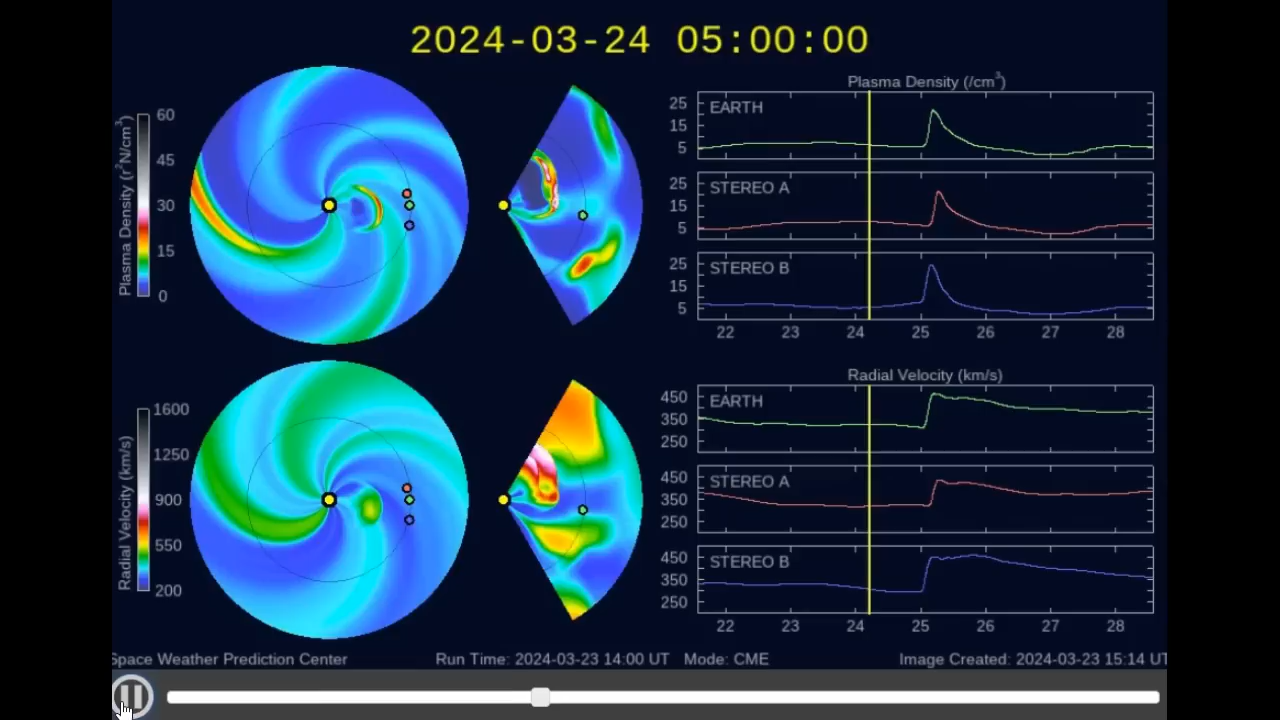 2024-03-24 05:00:00
Plasma Density (r²N/cm³)
60
45
30
15
0
Plasma Density (/cm³)
EARTH
25
15
5
STEREO A
25
15
5
STEREO B
25
15
5
22 23 24 25 26 27 28
Radial Velocity (km/s)
1600
1250
900
550
200
Radial Velocity (km/s)
EARTH
450
350
250
STEREO A
450
350
250
STEREO B
450
350
250
22 23 24 25 26 27 28
Space Weather Prediction Center Run Time: 2024-03-23 14:00 UT Mode: CME Image Created: 2024-03-23 15:14 UT